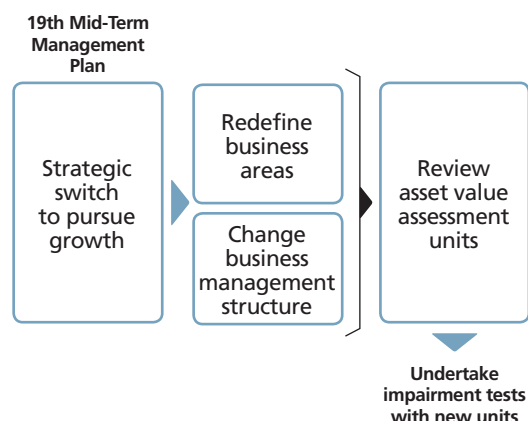 19th Mid-Term
Management
Plan
Strategic
switch
to pursue
growth
Redefine
business
areas
Change
business
management
structure
Review
asset value
assessment
units
Undertake
impairment tests
with new units